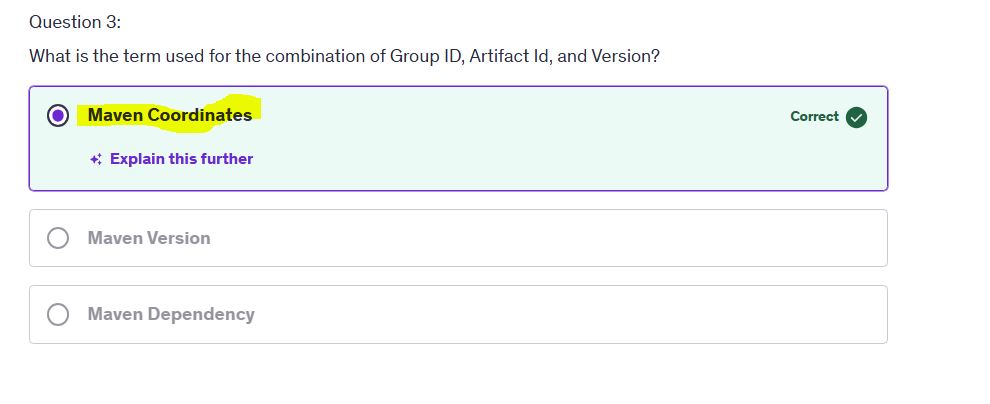 Question 3:
What is the term used for the combination of Group ID, Artifact Id, and Version?
Maven Coordinates
Correct
Explain this further
Maven Version
Maven Dependency